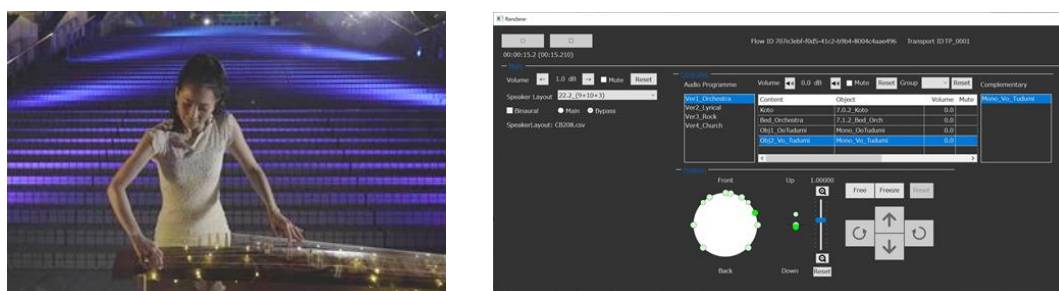 Renderer
Flow ID 707e3ebf-f0d5-41c2-b9b4-8004c4aae496 Transport ID TP_0001
00:00:15.2 (00:15.210)
Main
Volume ← 1.0 dB → Mute Reset
Speaker Layout 22.2_(9+10+3)
Binaural Main Bypass
SpeakerLayout: CB20R.csv
Audio Programme
Volume 0.0 dB Mute Reset Group Reset Complementary
Ver1_Orchestra
Ver2_Lyrical
Ver3_Rock
Ver4_Church
Content Object Volume Mute
Koto 7.0.2_Koto 0.0
Bed_Orchestra 7.1.2_Bed_Orch 0.0
Obj1_OoTudumi Mono_OoTudumi 0.0
Obj2_Vo_Tudumi Mono_Vo_Tudumi 0.0
Mono_Vo_Tudumi
Front Up 1.00000
Free Freeze Reset
Back Down Reset